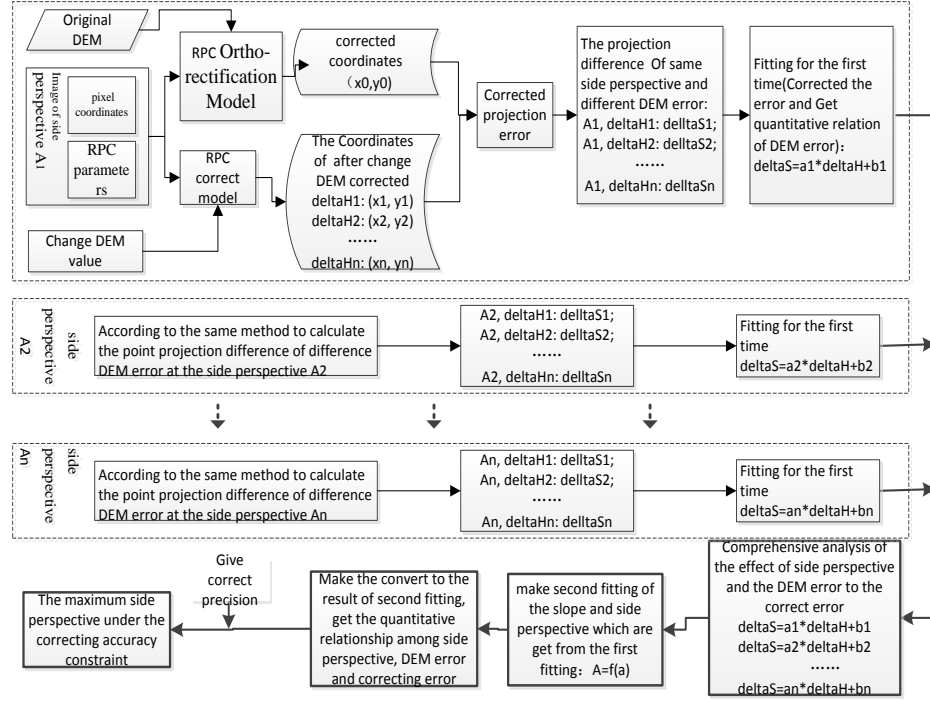 Original
DEM
Image of side
perspective A1
pixel
coordinates
RPC
paramete
rs
Change DEM
value
RPC Ortho-
rectification
Model
RPC
correct
model
corrected
coordinates
（x0,y0）
The Coordinates
of after change
DEM corrected
deltaH1: (x1, y1)
deltaH2: (x2, y2)
……
deltaHn: (xn, yn)
Corrected
projection
error
The projection
difference Of same
side perspective and
different DEM error:
A1, deltaH1: delltaS1;
A1, deltaH2: delltaS2;
……
A1, deltaHn: delltaSn
Fitting for the first
time(Corrected the
error and Get
quantitative relation
of DEM error)：
deltaS=a1*deltaH+b1
side
perspective
A2
According to the same method to calculate
the point projection difference of difference
DEM error at the side perspective A2
A2, deltaH1: delltaS1;
A2, deltaH2: delltaS2;
……
A2, deltaHn: delltaSn
Fitting for the first
time
deltaS=a2*deltaH+b2
side
perspective
An
According to the same method to calculate
the point projection difference of difference
DEM error at the side perspective An
An, deltaH1: delltaS1;
An, deltaH2: delltaS2;
……
An, deltaHn: delltaSn
Fitting for the first
time
deltaS=an*deltaH+bn
Comprehensive analysis of
the effect of side perspective
and the DEM error to the
correct error
deltaS=a1*deltaH+b1
deltaS=a2*deltaH+b2
……
deltaS=an*deltaH+bn
make second fitting of
the slope and side
perspective which are
get from the first
fitting：A=f(a)
Make the convert to the
result of second fitting,
get the quantitative
relationship among side
perspective, DEM error
and correcting error
Give
correct
precision
The maximum side
perspective under the
correcting accuracy
constraint